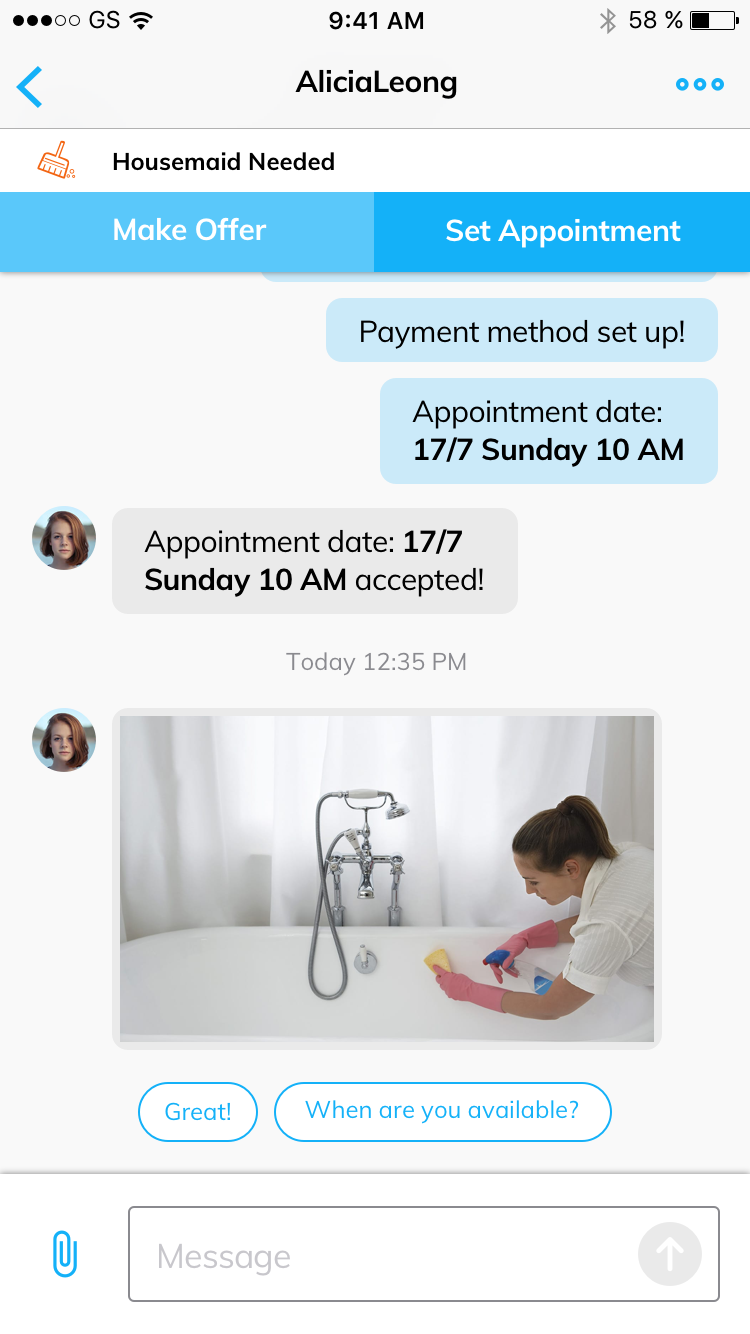 GS 9:41 AM 58 %
AliciaLeong
Housemaid Needed
Make Offer Set Appointment
Payment method set up!
Appointment date:
17/7 Sunday 10 AM
Appointment date: 17/7
Sunday 10 AM accepted!
Today 12:35 PM
Great! When are you available?
Message